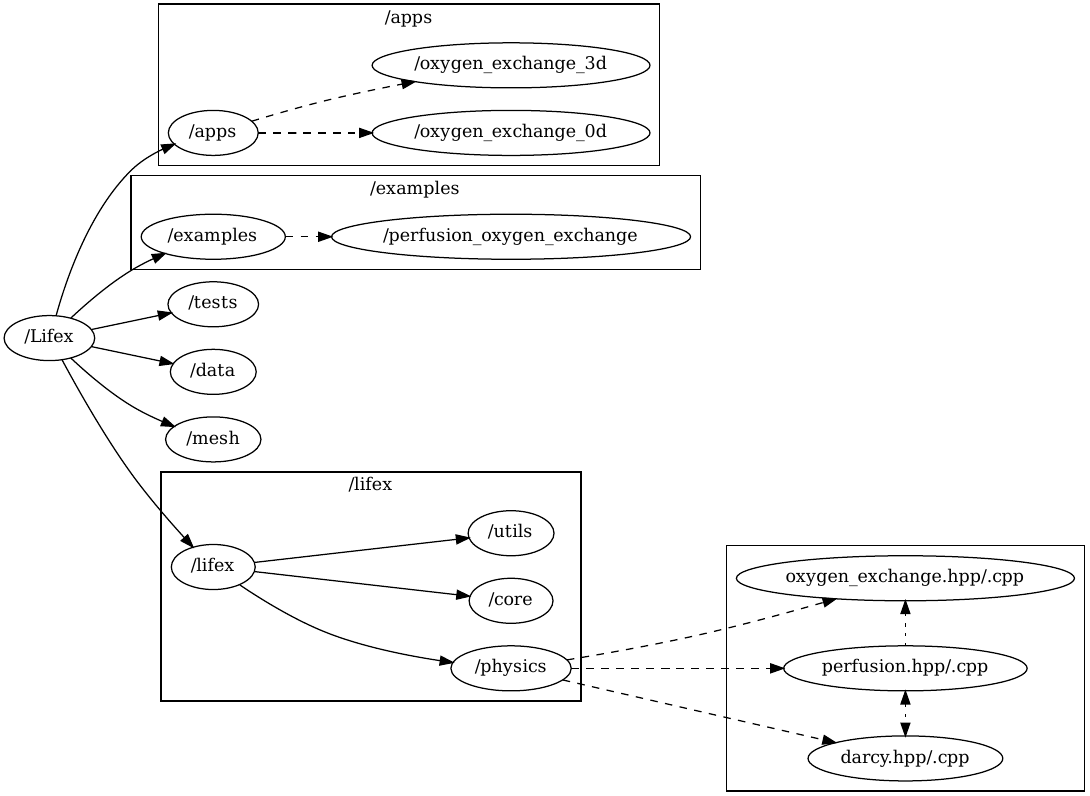 /apps
/oxygen_exchange_3d
/apps
/oxygen_exchange_0d
/examples
/examples
/perfusion_oxygen_exchange
/tests
/Lifex
/data
/mesh
/lifex
/utils
/lifex
/core
/physics
oxygen_exchange.hpp/.cpp
perfusion.hpp/.cpp
darcy.hpp/.cpp